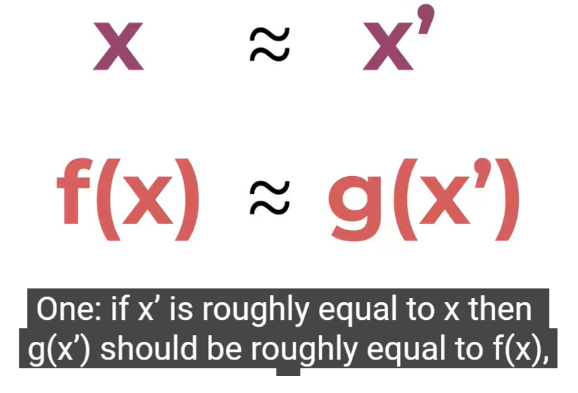 x ≈ x’
f(x) ≈ g(x’)
One: if x’ is roughly equal to x then
g(x’) should be roughly equal to f(x),